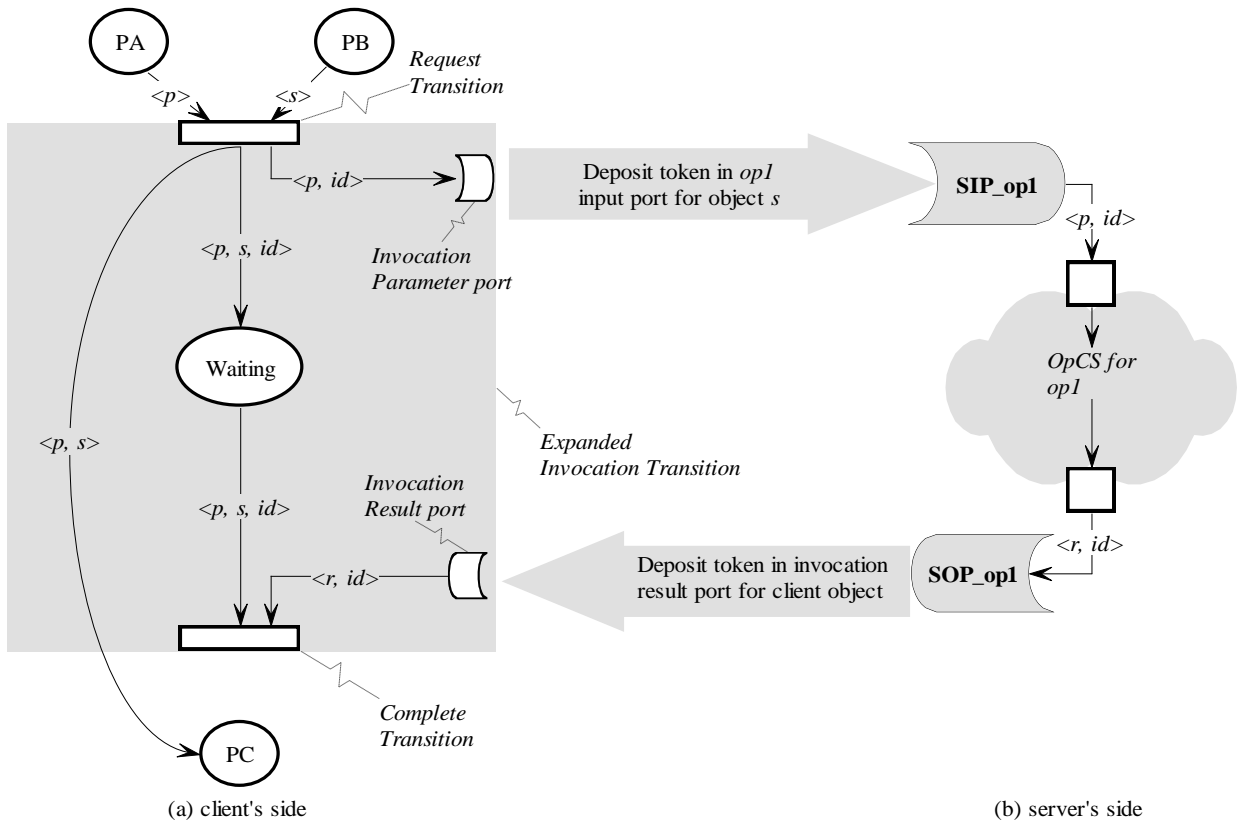 PA
PB
Request
Transition
<p>
<s>
<p, id>
Deposit token in op1
input port for object s
SIP_op1
<p, id>
<p, s, id>
Invocation
Parameter port
Waiting
OpCS for
op1
<p, s>
Expanded
Invocation Transition
Invocation
Result port
<p, s, id>
<r, id>
<r, id>
Deposit token in invocation
result port for client object
SOP_op1
Complete
Transition
PC
(a) client's side
(b) server's side